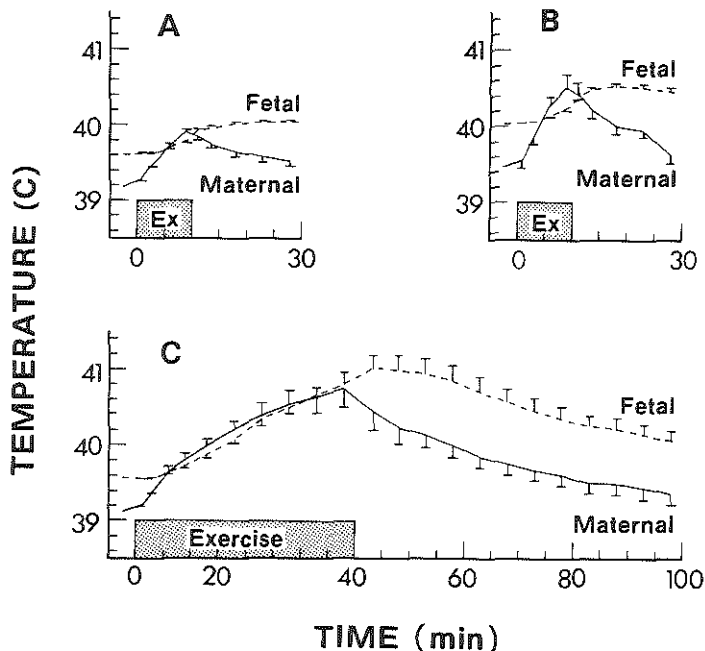 A
41
40
39
Fetal
Maternal
Ex
0
30
B
41
40
39
Fetal
Maternal
Ex
0
30
C
41
40
39
Fetal
Maternal
Exercise
0
20
40
60
80
100
TEMPERATURE (C)
TIME (min)